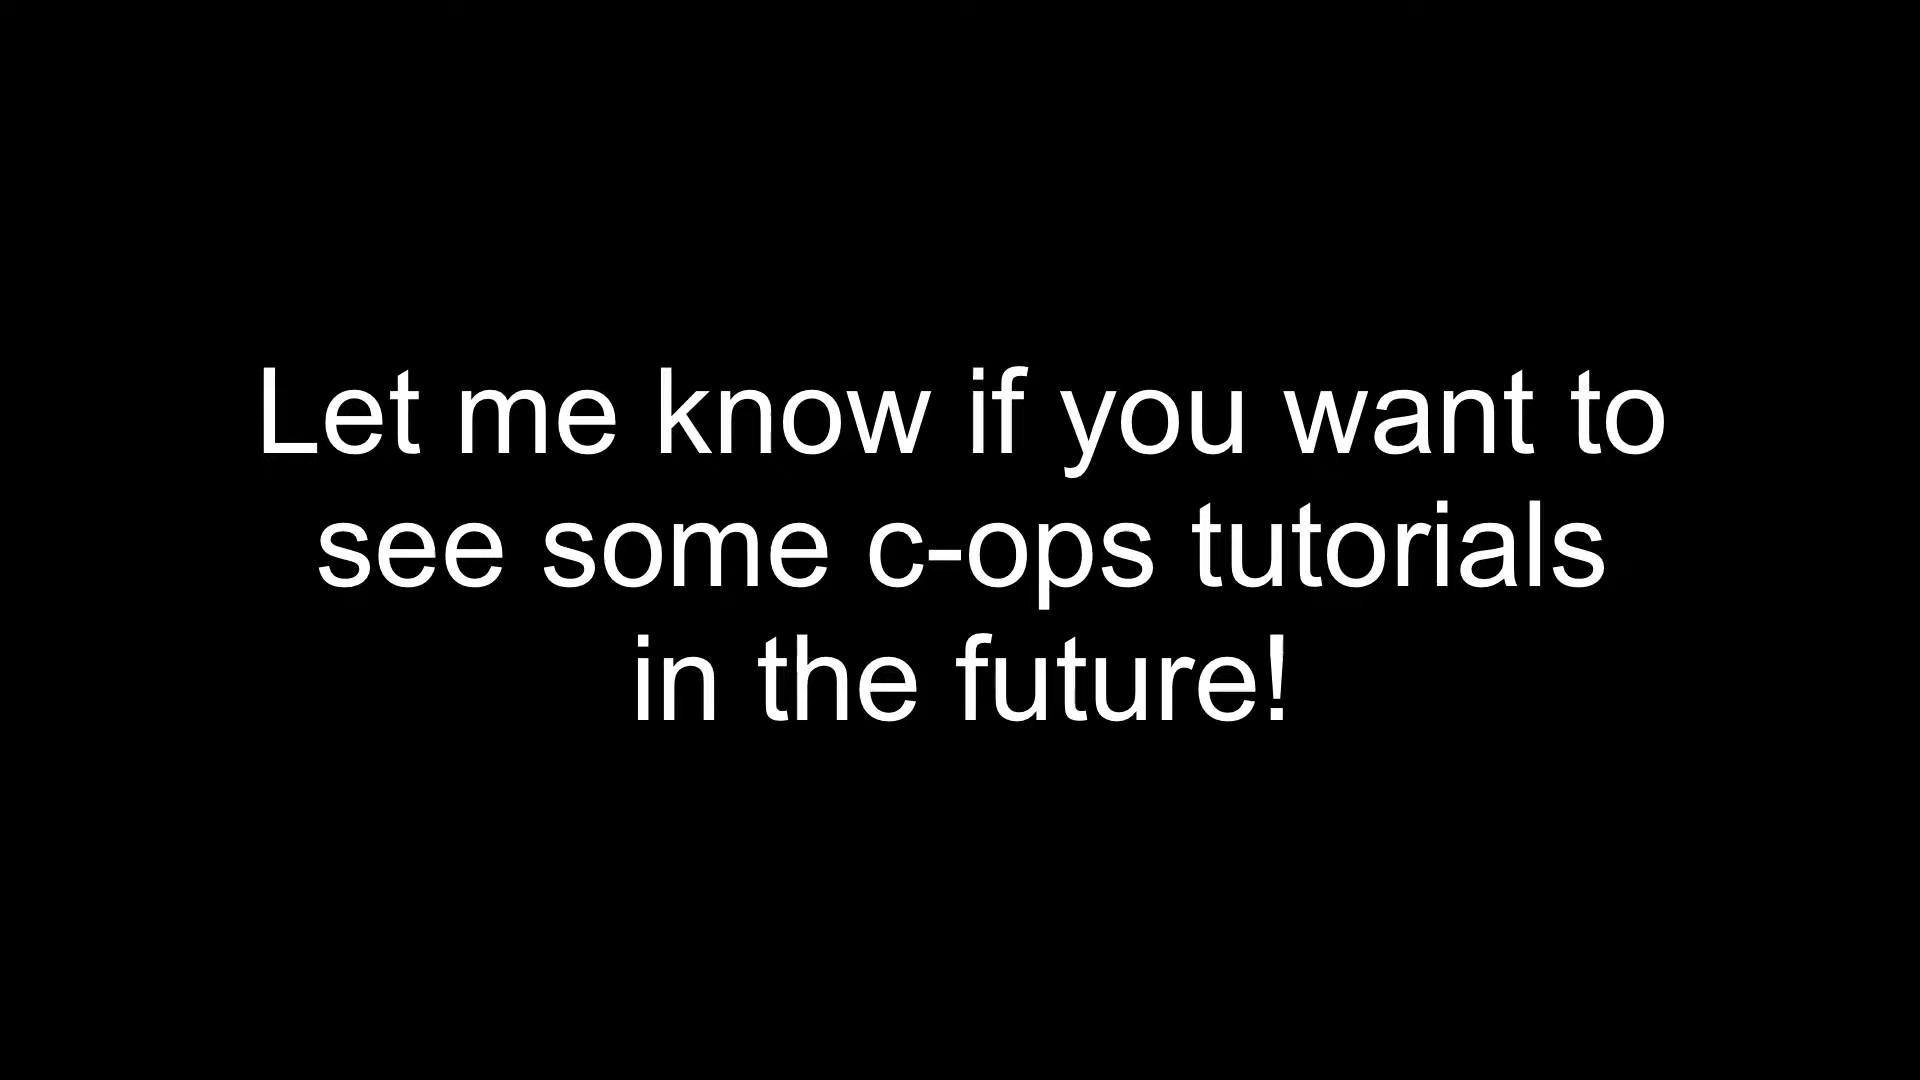 Let me know if you want to
see some c-ops tutorials
in the future!